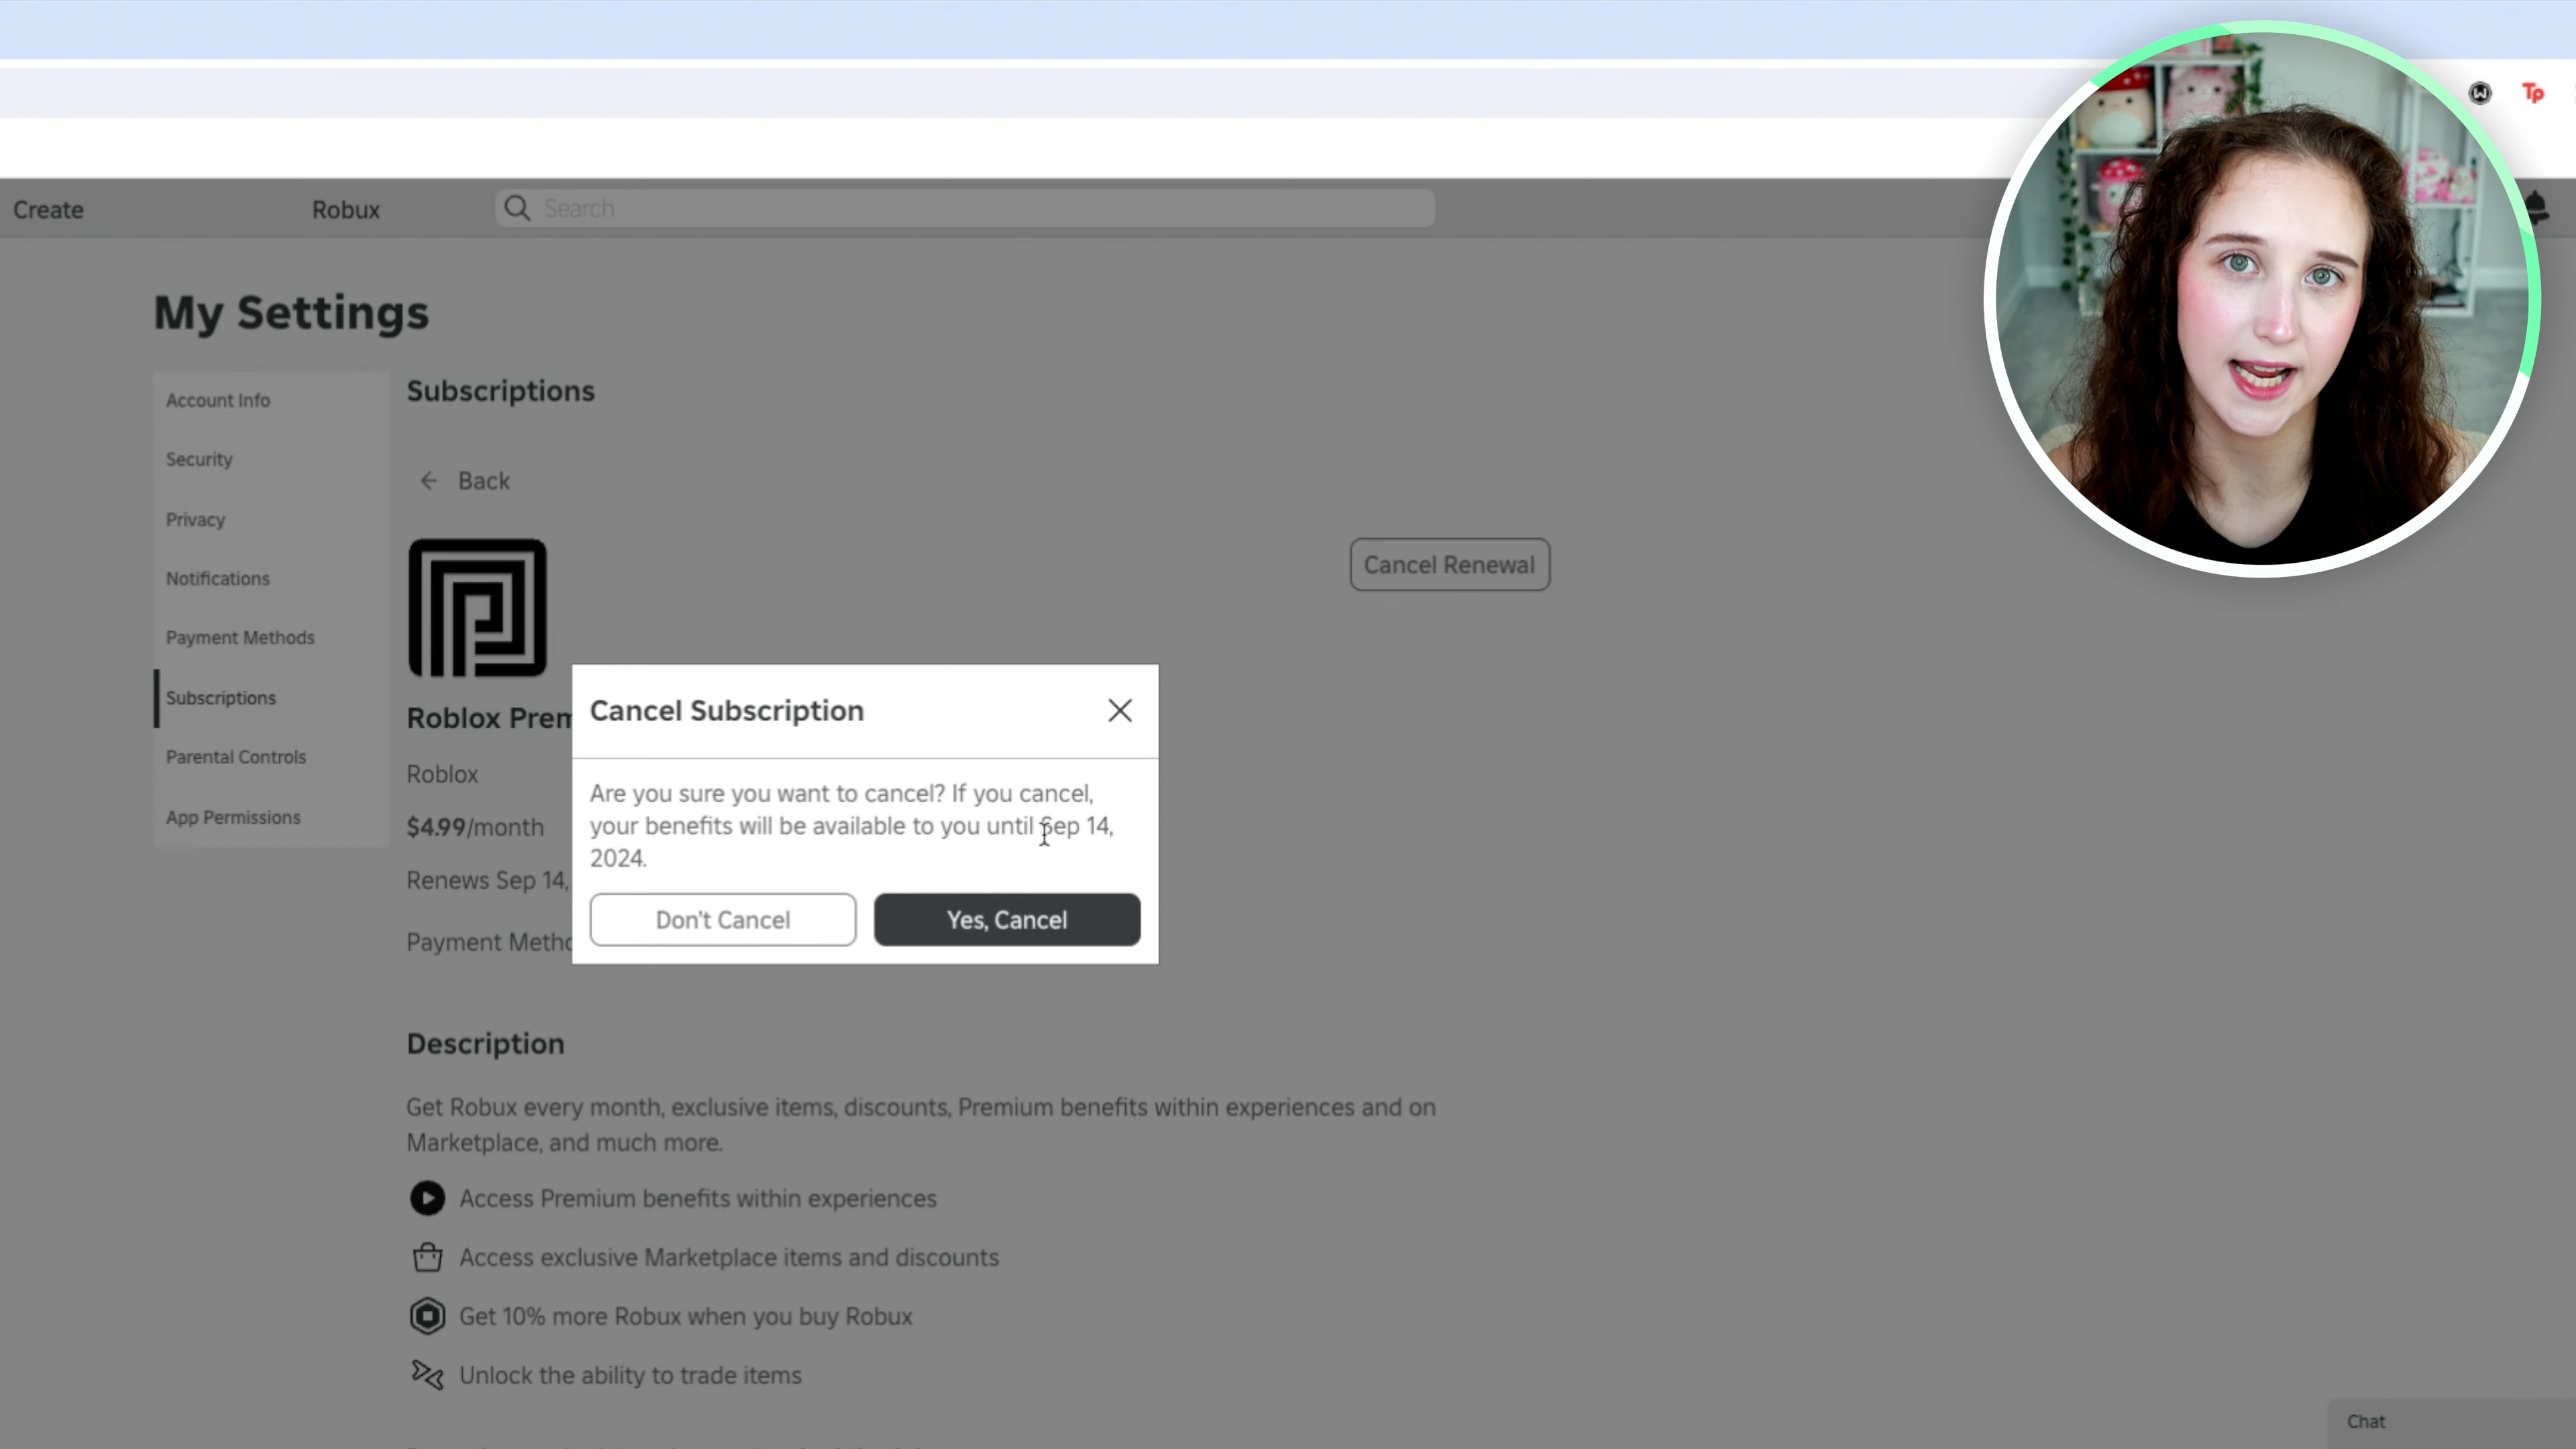 Tp
Create
Robux
Search
My Settings
Account Info
Security
Privacy
Notifications
Payment Methods
Subscriptions
Parental Controls
App Permissions
Subscriptions
Back
Cancel Renewal
Roblox Prem
Roblox
$4.99/month
Renews Sep 14,
Payment Metho
Cancel Subscription
Are you sure you want to cancel? If you cancel,
your benefits will be available to you until Sep 14,
2024.
Don't Cancel
Yes, Cancel
Description
Get Robux every month, exclusive items, discounts, Premium benefits within experiences and on
Marketplace, and much more.
Access Premium benefits within experiences
Access exclusive Marketplace items and discounts
Get 10% more Robux when you buy Robux
Unlock the ability to trade items
Chat